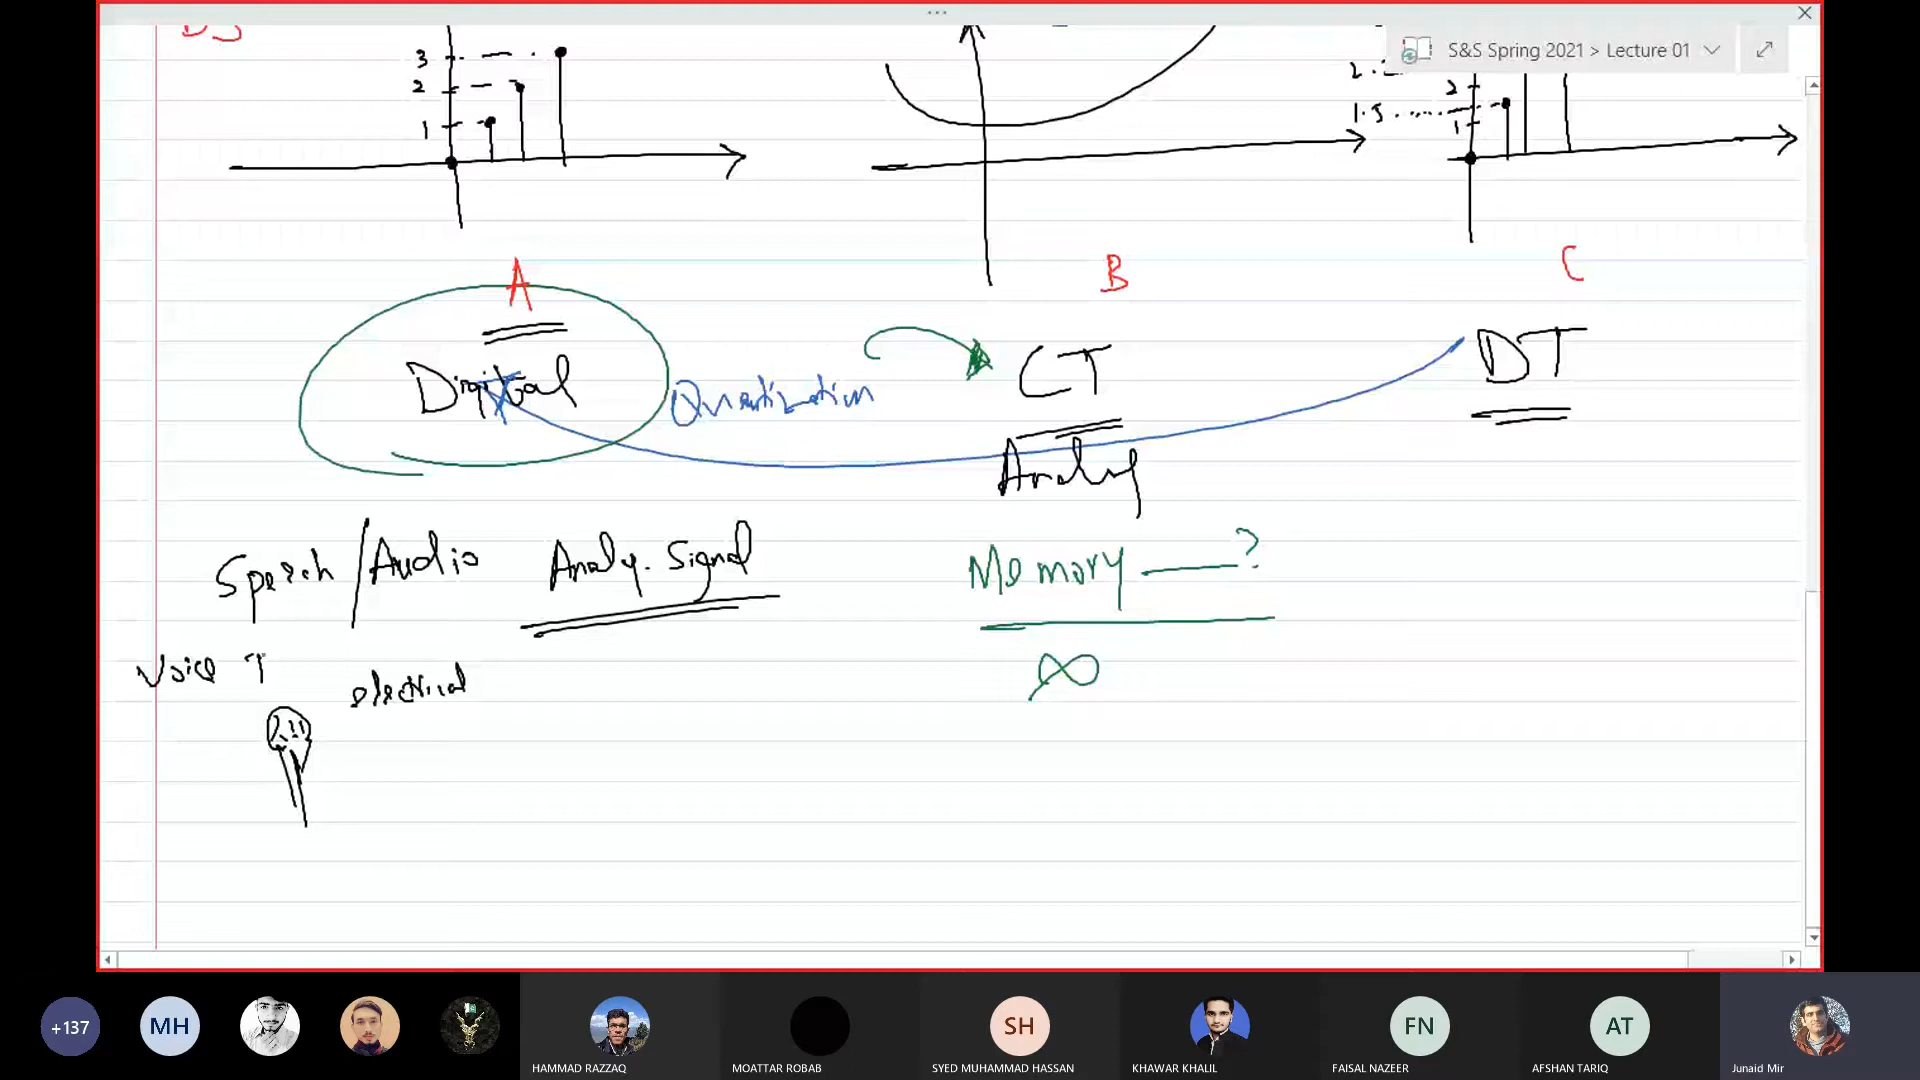 S&S Spring 2021 > Lecture 01
DS
3
2
1
2
1.5
1
A
B
C
Digital
Quantization
CT
DT
Analog
Speech / Audio
Analog. Signal
Memory —— ?
∞
Voice
electrical
+137
MH
SH
FN
AT
HAMMAD RAZZAQ
MOATTAR ROBAB
SYED MUHAMMAD HASSAN
KHAWAR KHALIL
FAISAL NAZEER
AFSHAN TARIQ
Junaid Mir